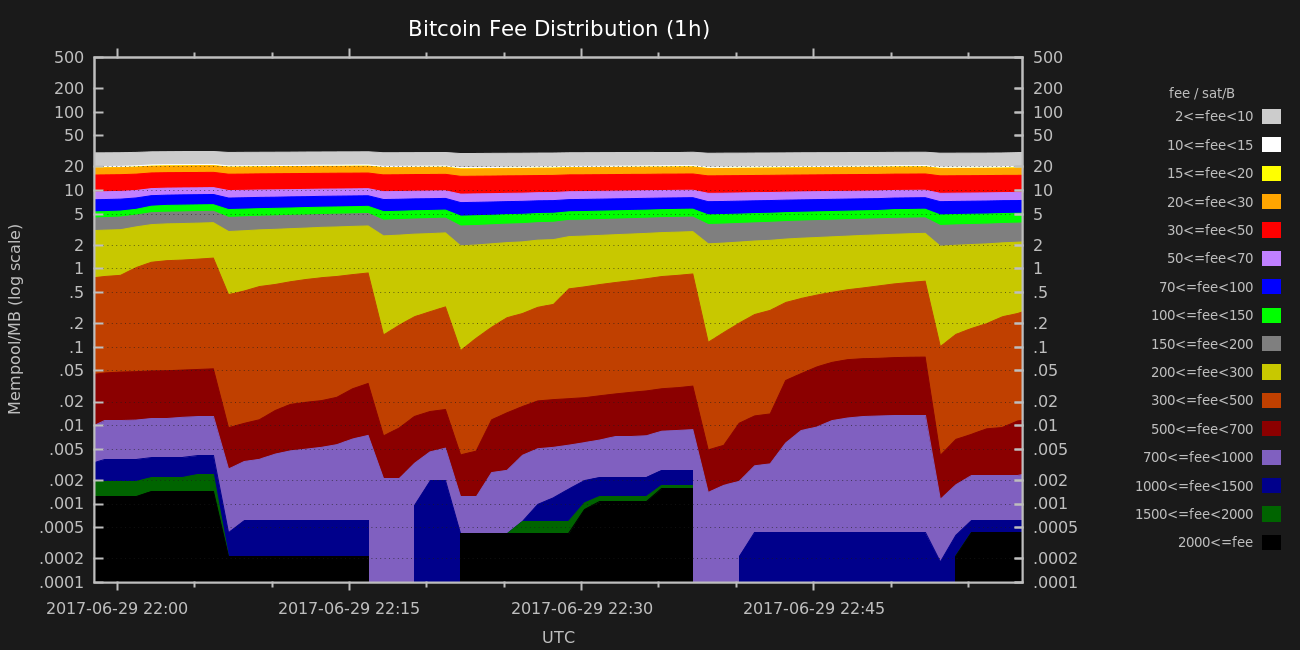 Bitcoin Fee Distribution (1h)
500 500
200 200
100 100
50 50
20 20
10 10
5 5
2 2
1 1
.5 .5
.2 .2
.1 .1
.05 .05
.02 .02
.01 .01
.005 .005
.002 .002
.001 .001
.0005 .0005
.0002 .0002
.0001 .0001
Mempool/MB (log scale)
2017-06-29 22:00 2017-06-29 22:15 2017-06-29 22:30 2017-06-29 22:45
UTC
fee / sat/B
2<=fee<10
10<=fee<15
15<=fee<20
20<=fee<30
30<=fee<50
50<=fee<70
70<=fee<100
100<=fee<150
150<=fee<200
200<=fee<300
300<=fee<500
500<=fee<700
700<=fee<1000
1000<=fee<1500
1500<=fee<2000
2000<=fee